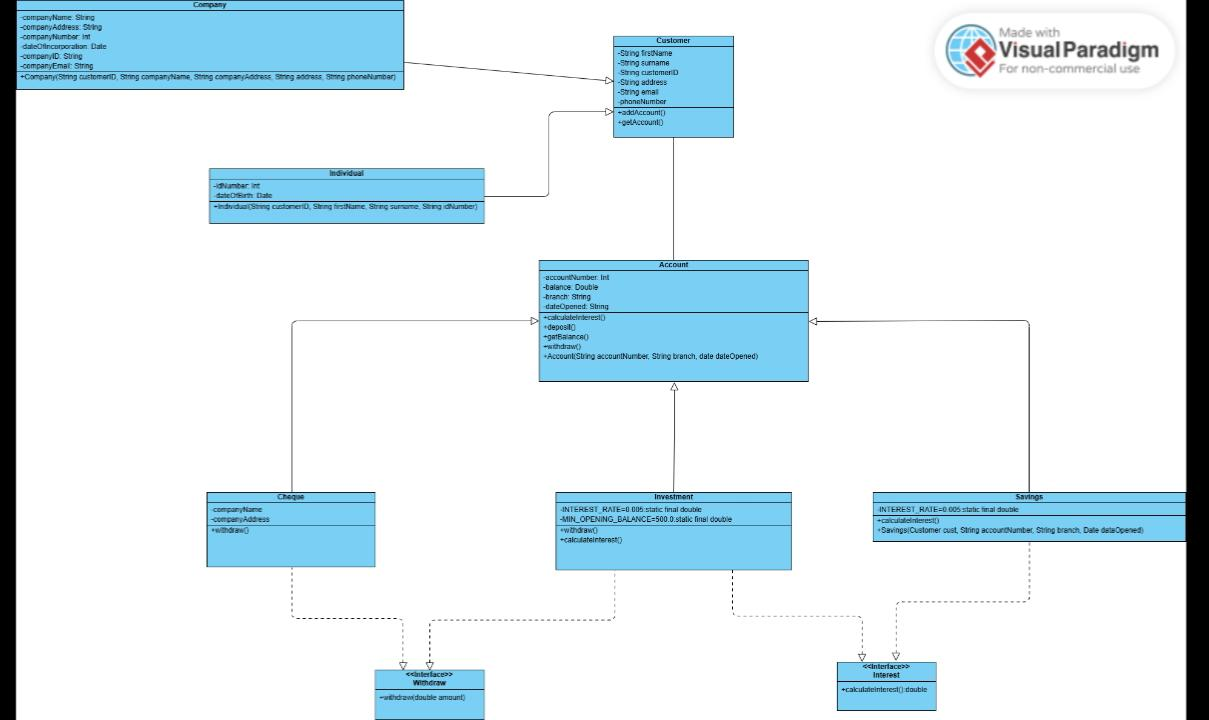 Company
-companyName: String
-companyAddress: String
-companyNumber: Int
-dateOfIncorporation: Date
-companyID: String
-companyEmail: String
+Company(String customerID, String companyName, String companyAddress, String address, String phoneNumber)
Customer
-String firstName
-String surname
-String customerID
-String address
-String email
-phoneNumber
+addAccount()
+getAccount()
Made with
VisualParadigm
For non-commercial use
Individual
-idNumber: Int
-dateOfBirth: Date
+Individual(String customerID, String firstName, String surname, String idNumber)
Account
-accountNumber: Int
-balance: Double
-branch: String
-dateOpened: String
+calculateInterest()
+deposit()
+getBalance()
+withdraw()
+Account(String accountNumber, String branch, date dateOpened)
Cheque
-companyName
-companyAddress
+withdraw()
Investment
-INTEREST_RATE=0.005:static final double
-MIN_OPENING_BALANCE=500.0:static final double
+withdraw()
+calculateInterest()
Savings
-INTEREST_RATE=0.005:static final double
+calculateInterest()
+Savings(Customer cust, String accountNumber, String branch, Date dataOpened)
<<Interface>>
Withdraw
+withdraw(double amount)
<<Interface>>
Interest
+calculateInterest():double